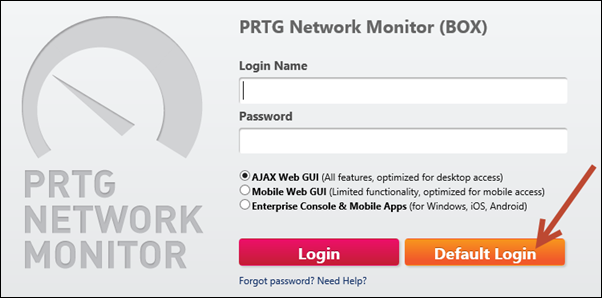 PRTG Network Monitor (BOX)
Login Name
Password
AJAX Web GUI (All features, optimized for desktop access)
Mobile Web GUI (Limited functionality, optimized for mobile access)
Enterprise Console & Mobile Apps (for Windows, iOS, Android)
Login
Default Login
Forgot password? Need Help?
PRTG
NETWORK
MONITOR